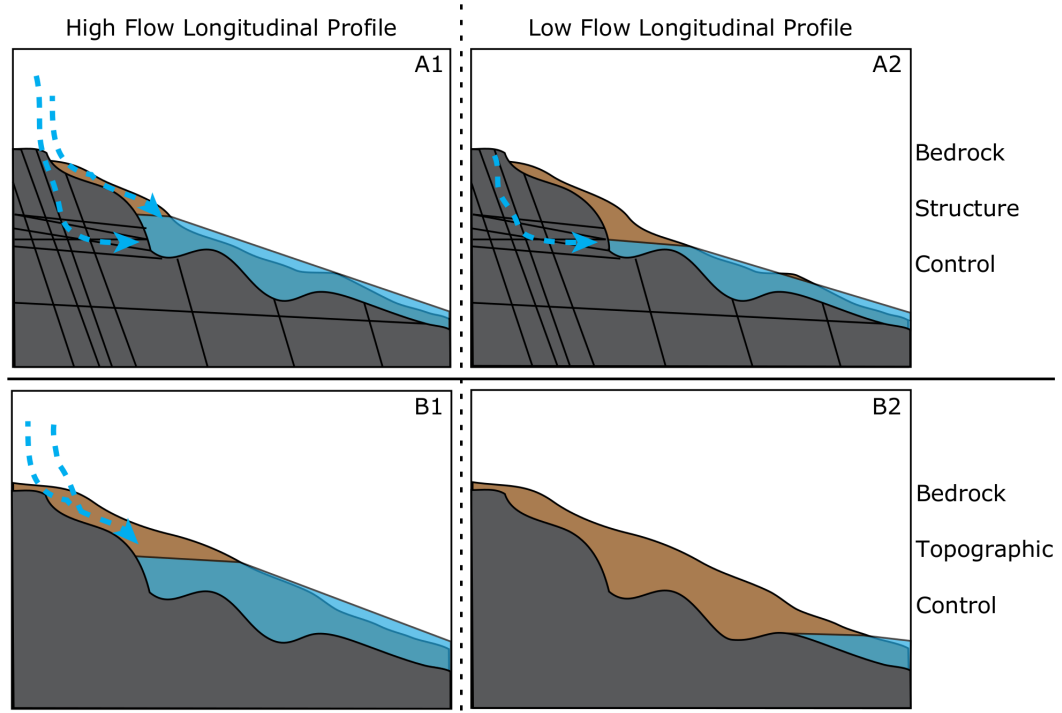 High Flow Longitudinal Profile
Low Flow Longitudinal Profile
A1
A2
Bedrock
Structure
Control
B1
B2
Bedrock
Topographic
Control